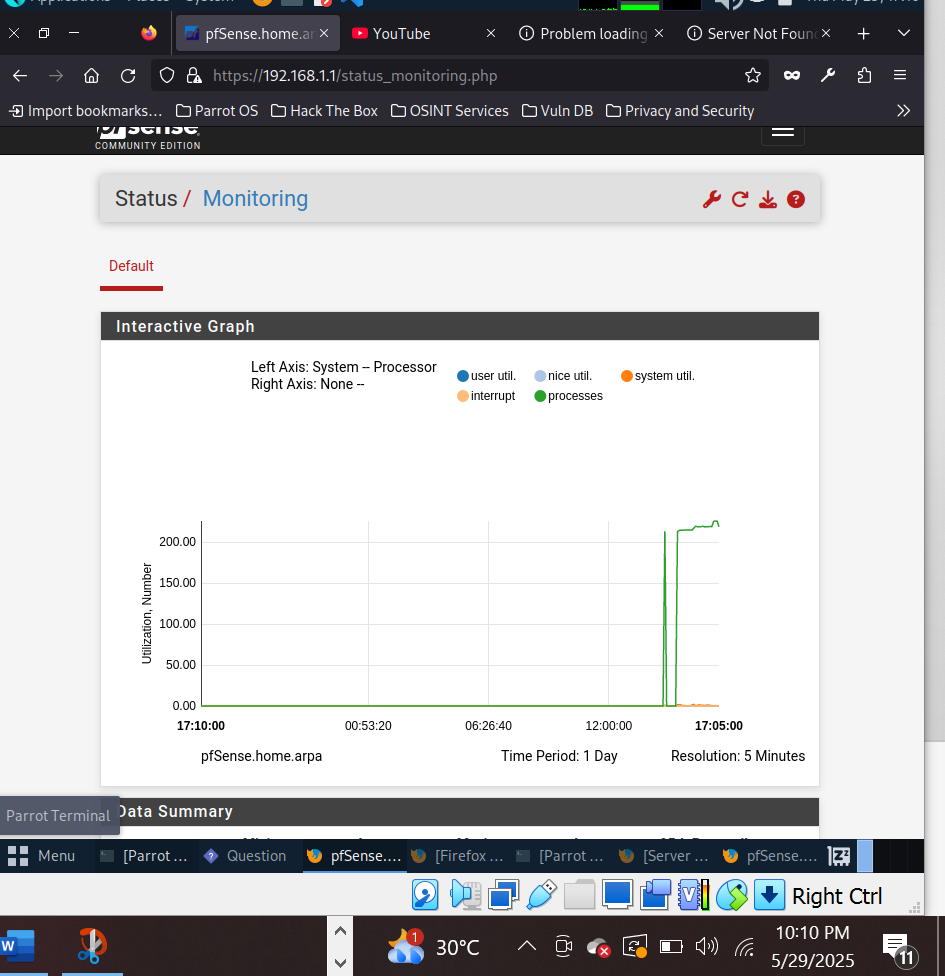 pfSense.home.ar
YouTube
Problem loading
Server Not Foun
https://192.168.1.1/status_monitoring.php
Import bookmarks... Parrot OS Hack The Box OSINT Services Vuln DB Privacy and Security
pfsense
COMMUNITY EDITION
Status / Monitoring
Default
Interactive Graph
Left Axis: System -- Processor
Right Axis: None --
user util. nice util. system util.
interrupt processes
Utilization, Number
200.00
150.00
100.00
50.00
0.00
17:10:00 00:53:20 06:26:40 12:00:00 17:05:00
pfSense.home.arpa Time Period: 1 Day Resolution: 5 Minutes
Data Summary
Parrot Terminal
Menu [Parrot ... Question pfSense.... [Firefox ... [Parrot ... [Server ... pfSense....
Right Ctrl
W
1
30°C
10:10 PM
5/29/2025
11